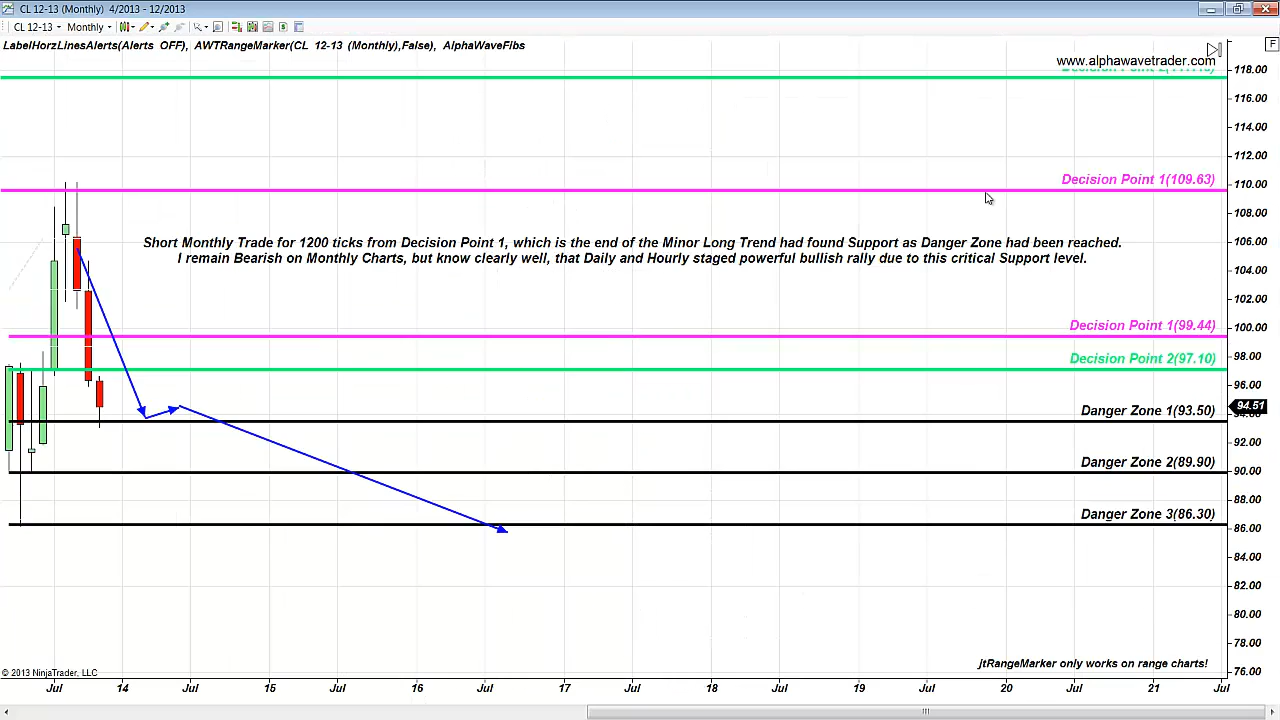 CL 12-13 (Monthly)  4/2013 - 12/2013
CL 12-13 Monthly
LabelHorzLinesAlerts(Alerts OFF), AWTRangeMarker(CL 12-13 (Monthly),False), AlphaWaveFibs
F
www.alphawavetrader.com
118.00
116.00
114.00
112.00
Decision Point 1(109.63)
110.00
108.00
Short Monthly Trade for 1200 ticks from Decision Point 1, which is the end of the Minor Long Trend had found Support as Danger Zone had been reached.
106.00
I remain Bearish on Monthly Charts, but know clearly well, that Daily and Hourly staged powerful bullish rally due to this critical Support level.
104.00
102.00
Decision Point 1(99.44)
100.00
Decision Point 2(97.10)
98.00
96.00
Danger Zone 1(93.50)
94.51
92.00
Danger Zone 2(89.90)
90.00
88.00
Danger Zone 3(86.30)
86.00
84.00
82.00
80.00
78.00
jtRangeMarker only works on range charts!
© 2013 NinjaTrader, LLC
76.00
Jul 14 Jul 15 Jul 16 Jul 17 Jul 18 Jul 19 Jul 20 Jul 21 Jul